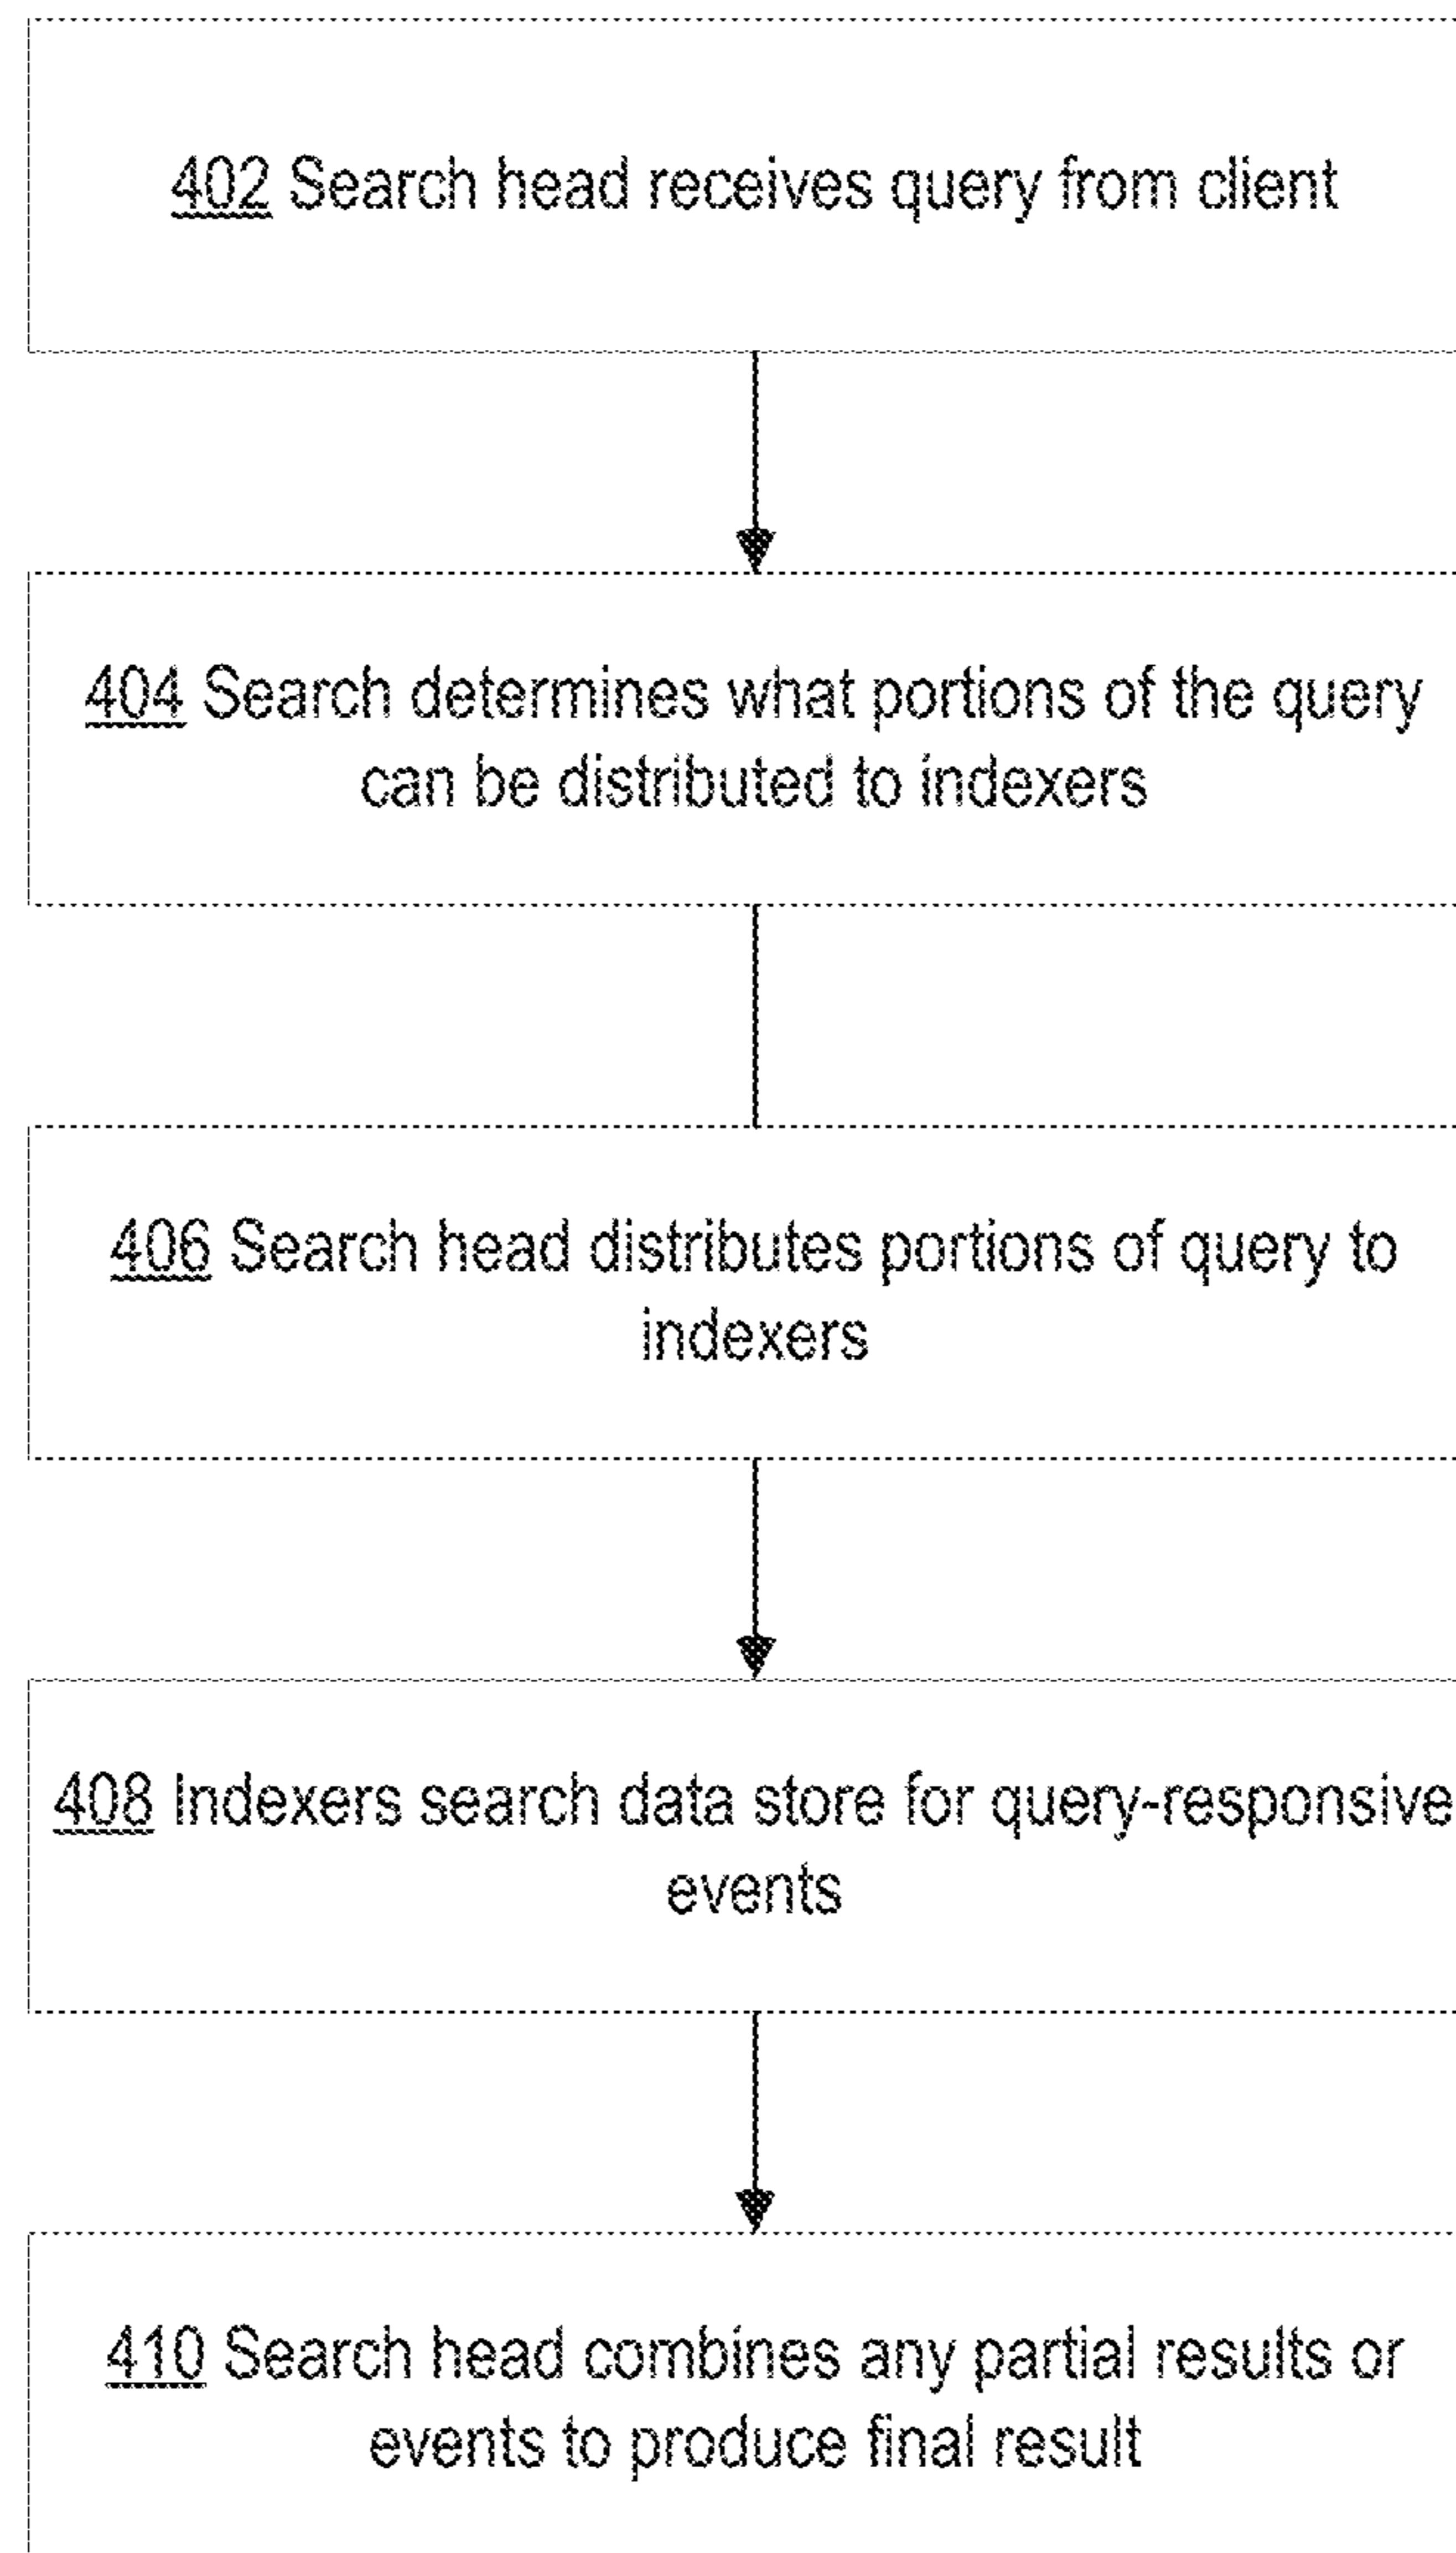 402 Search head receives query from client
404 Search determines what portions of the query
can be distributed to indexers
406 Search head distributes portions of query to
indexers
408 Indexers search data store for query-responsive
events
410 Search head combines any partial results or
events to produce final result